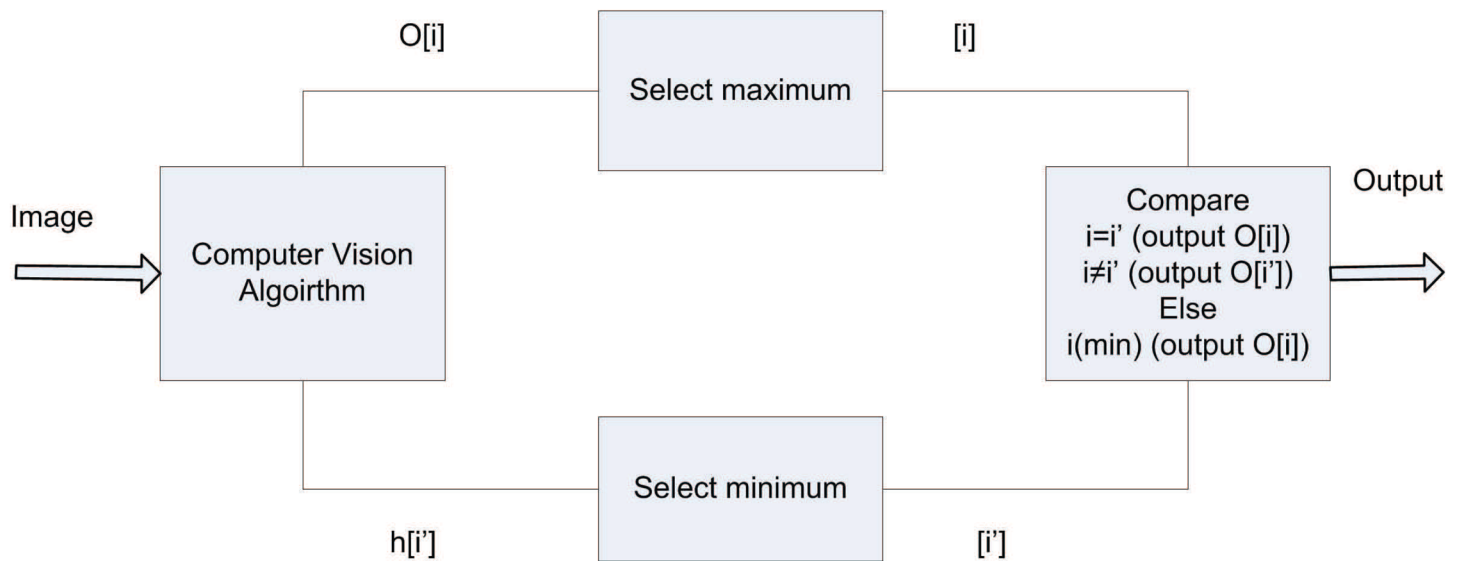 O[i]
[i]
Select maximum
Image
Computer Vision
Algoirthm
Compare
i=i’ (output O[i])
i≠i’ (output O[i’])
Else
i(min) (output O[i])
Output
Select minimum
h[i’]
[i’]